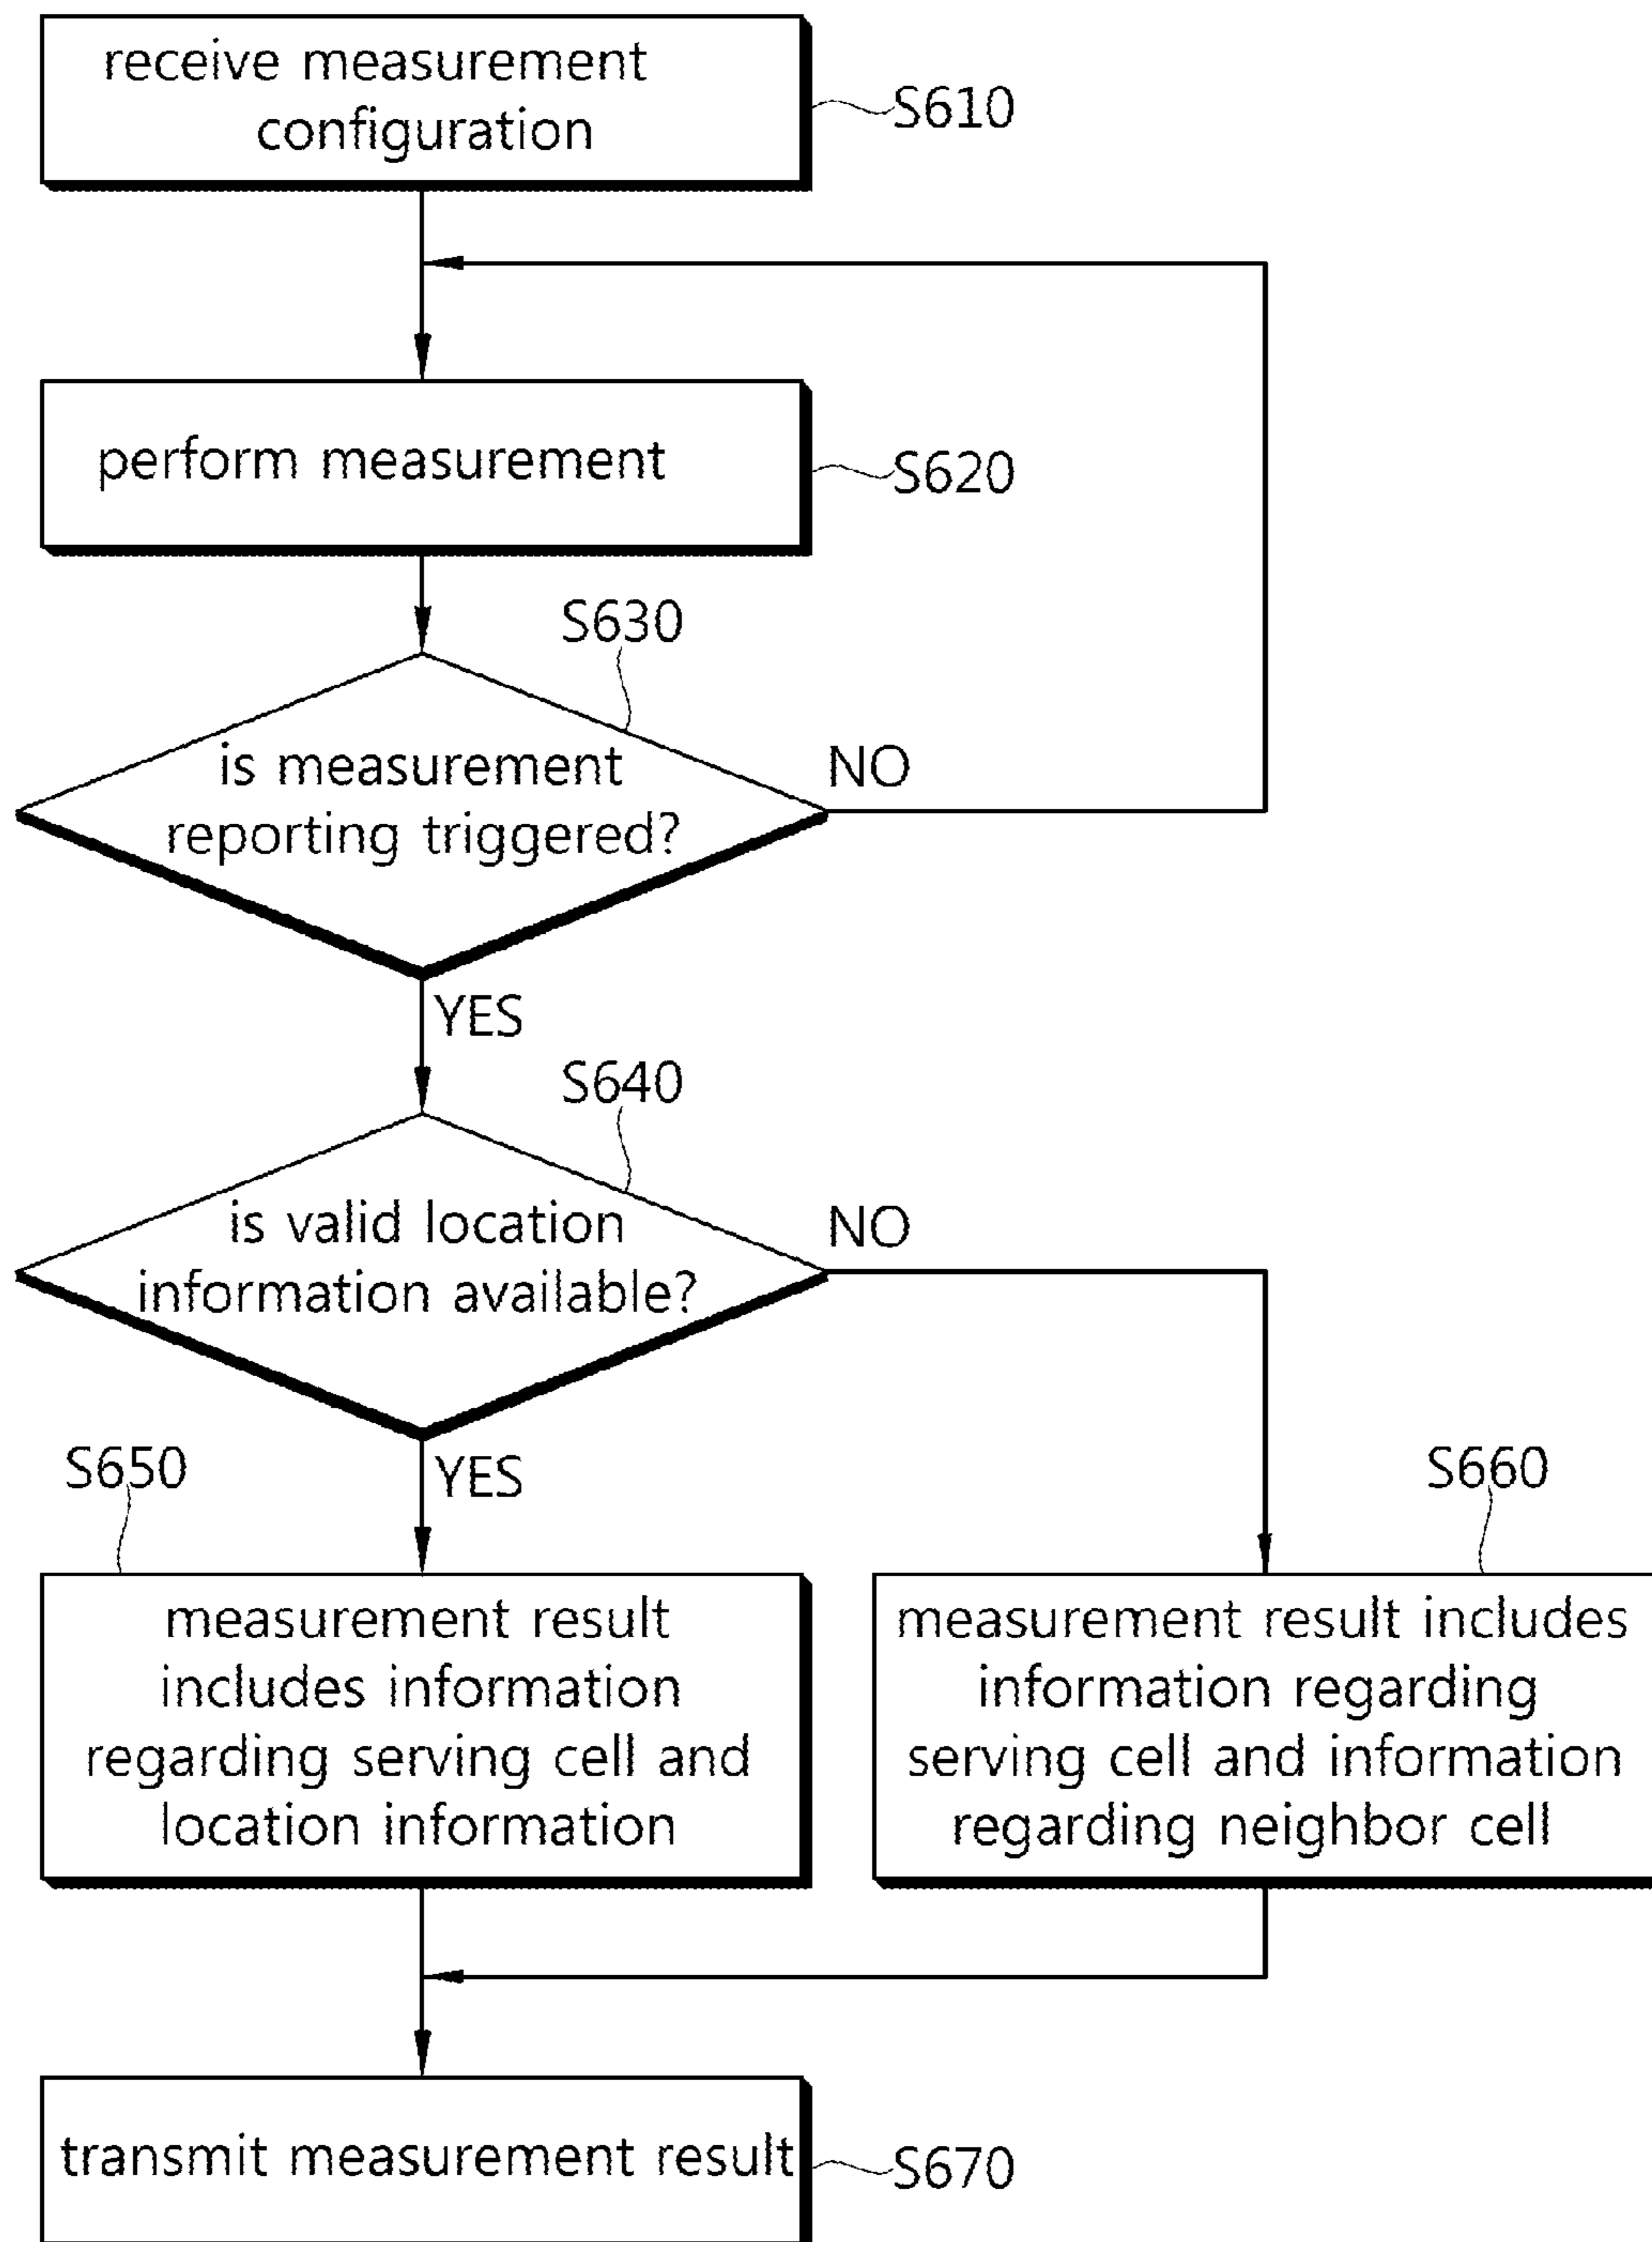 receive measurement
configuration
S610
perform measurement
S620
S630
is measurement
reporting triggered?
NO
YES
S640
is valid location
information available?
NO
YES
S650
measurement result
includes information
regarding serving cell and
location information
S660
measurement result includes
information regarding
serving cell and information
regarding neighbor cell
transmit measurement result
S670